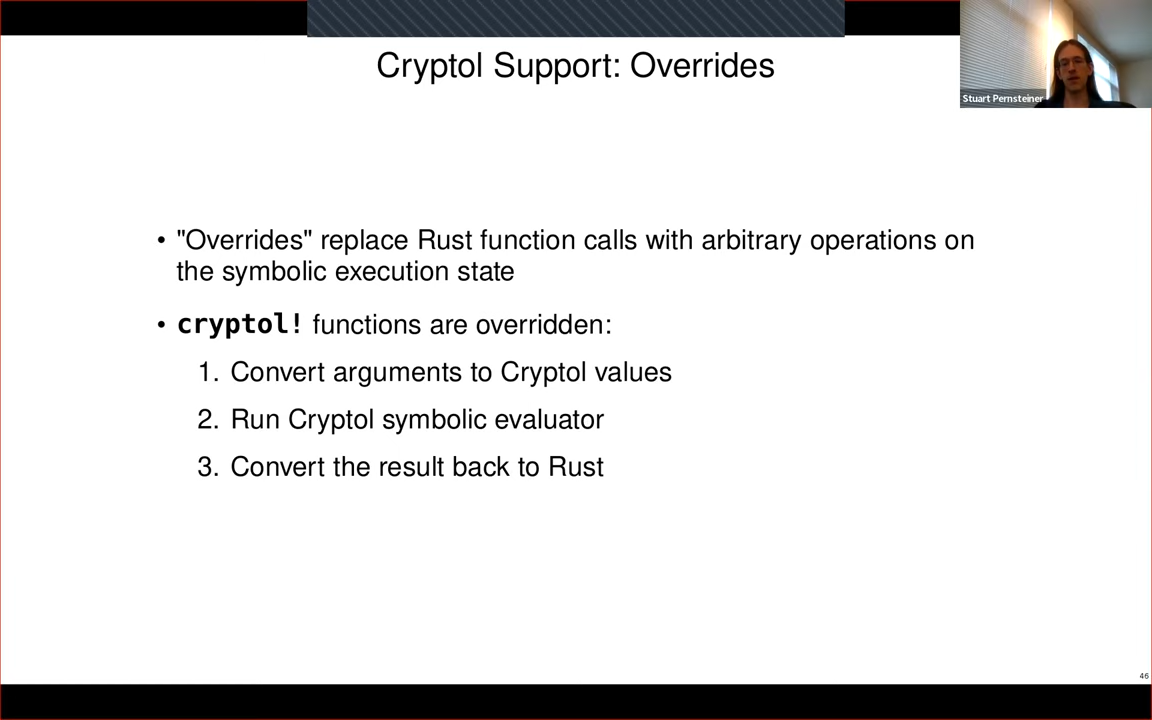 Cryptol Support: Overrides
Stuart Pernsteiner
• "Overrides" replace Rust function calls with arbitrary operations on
the symbolic execution state
• cryptol! functions are overridden:
1. Convert arguments to Cryptol values
2. Run Cryptol symbolic evaluator
3. Convert the result back to Rust
46